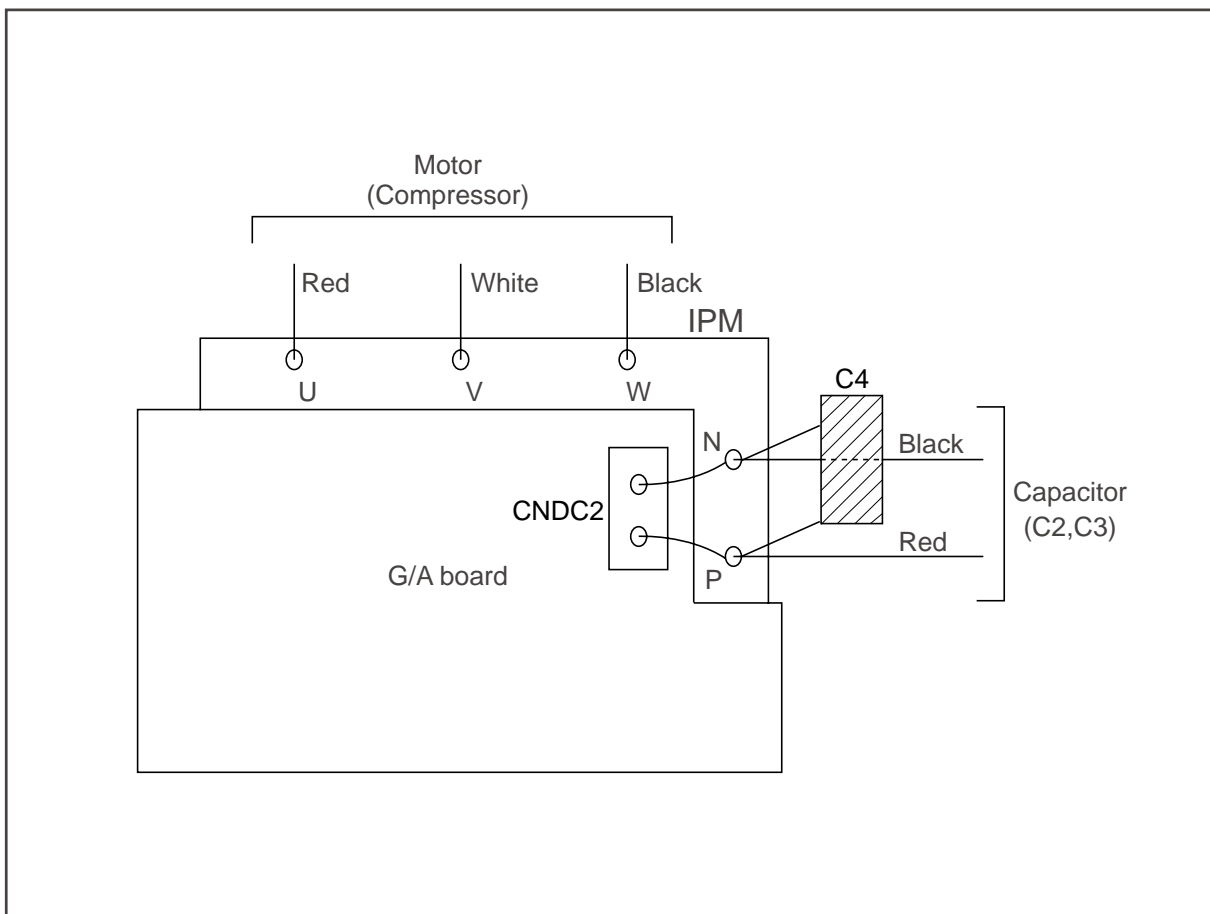 Motor
(Compressor)
Red
White
Black
IPM
U
V
W
C4
N
Black
CNDC2
Capacitor
(C2,C3)
Red
P
G/A board